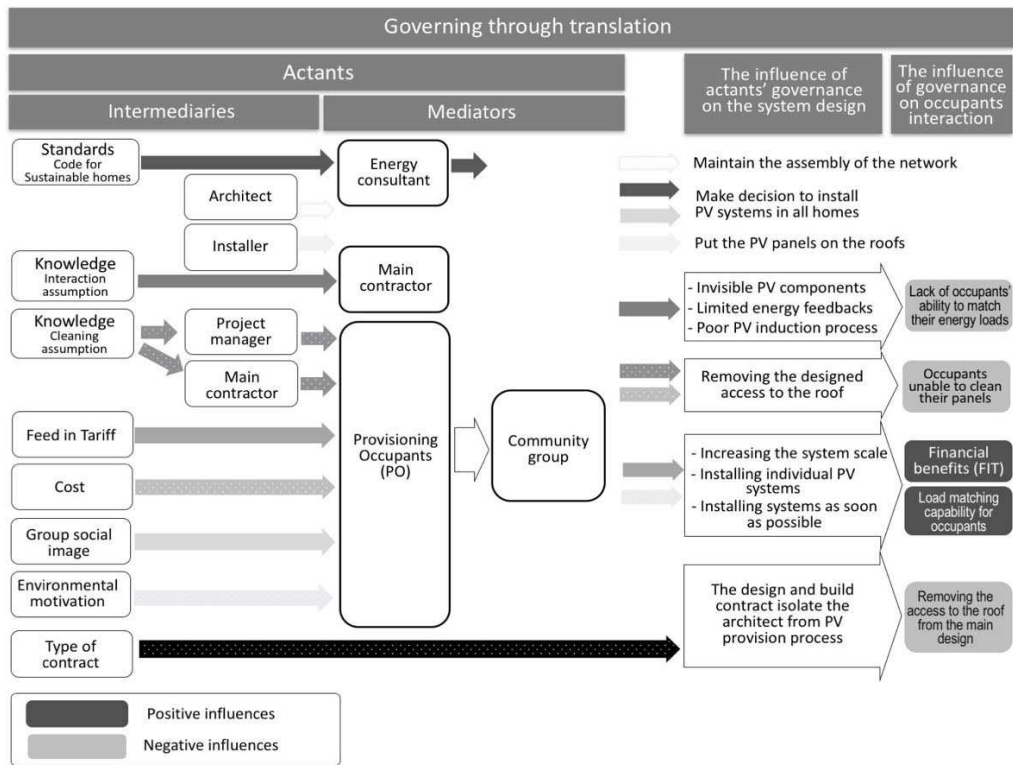 Governing through translation
Actants
The influence of
actants' governance
on the system design
The influence
of governance
on occupants
interaction
Intermediaries
Mediators
Standards
Code for
Sustainable homes
Energy
consultant
Architect
Installer
Maintain the assembly of the network
Make decision to install
PV systems in all homes
Put the PV panels on the roofs
Knowledge
Interaction
assumption
Main
contractor
- Invisible PV components
- Limited energy feedbacks
- Poor PV induction process
Lack of occupants'
ability to match
their energy loads
Knowledge
Cleaning
assumption
Project
manager
Main
contractor
Removing the designed
access to the roof
Occupants
unable to clean
their panels
Feed in Tariff
Cost
Group social
image
Environmental
motivation
Provisioning
Occupants
(PO)
Community
group
- Increasing the system scale
- Installing individual PV
systems
- Installing systems as soon
as possible
Financial
benefits (FIT)
Load matching
capability for
occupants
Type of
contract
The design and build
contract isolate the
architect from PV
provision process
Removing the
access to the roof
from the main
design
Positive influences
Negative influences